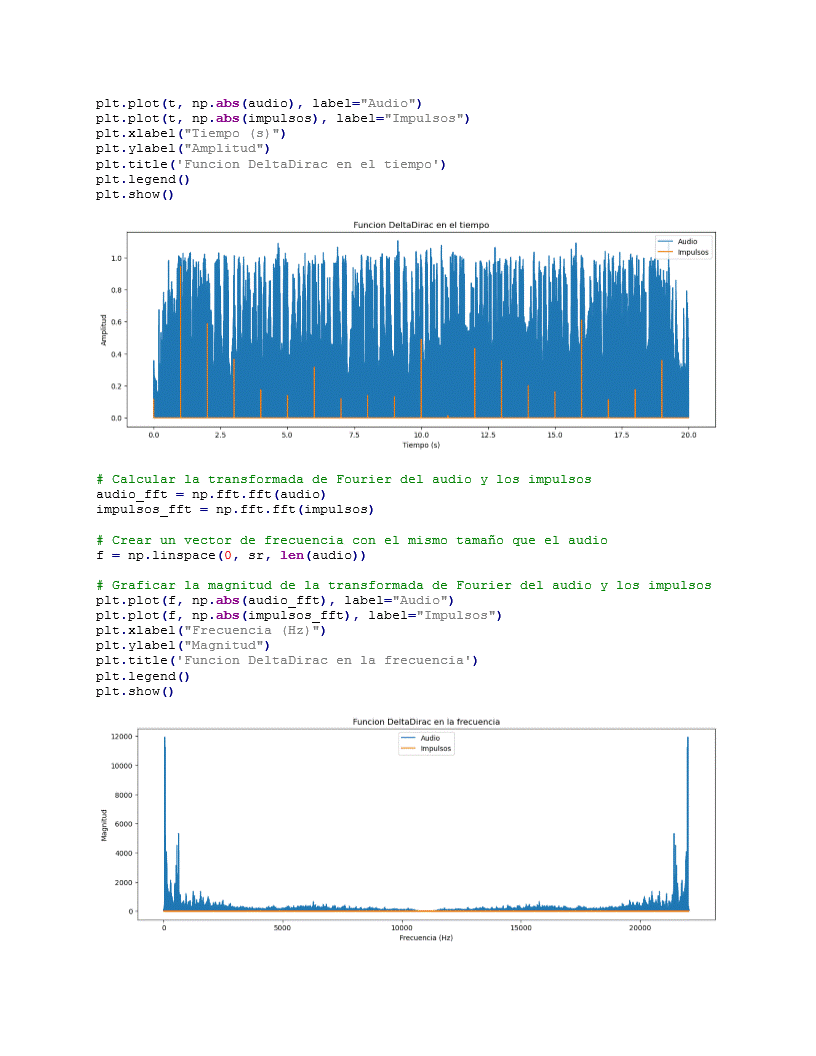 plt.plot(t, np.abs(audio), label="Audio")
plt.plot(t, np.abs(impulsos), label="Impulsos")
plt.xlabel("Tiempo (s)")
plt.ylabel("Amplitud")
plt.title('Funcion DeltaDirac en el tiempo')
plt.legend()
plt.show()
Funcion DeltaDirac en el tiempo
Audio
Impulsos
1.0
0.8
0.6
0.4
0.2
0.0
Amplitud
0.0 2.5 5.0 7.5 10.0 12.5 15.0 17.5 20.0
Tiempo (s)
# Calcular la transformada de Fourier del audio y los impulsos
audio_fft = np.fft.fft(audio)
impulsos_fft = np.fft.fft(impulsos)
# Crear un vector de frecuencia con el mismo tamaño que el audio
f = np.linspace(0, sr, len(audio))
# Graficar la magnitud de la transformada de Fourier del audio y los impulsos
plt.plot(f, np.abs(audio_fft), label="Audio")
plt.plot(f, np.abs(impulsos_fft), label="Impulsos")
plt.xlabel("Frecuencia (Hz)")
plt.ylabel("Magnitud")
plt.title('Funcion DeltaDirac en la frecuencia')
plt.legend()
plt.show()
Funcion DeltaDirac en la frecuencia
Audio
Impulsos
12000
10000
8000
6000
4000
2000
0
Magnitud
0 5000 10000 15000 20000
Frecuencia (Hz)